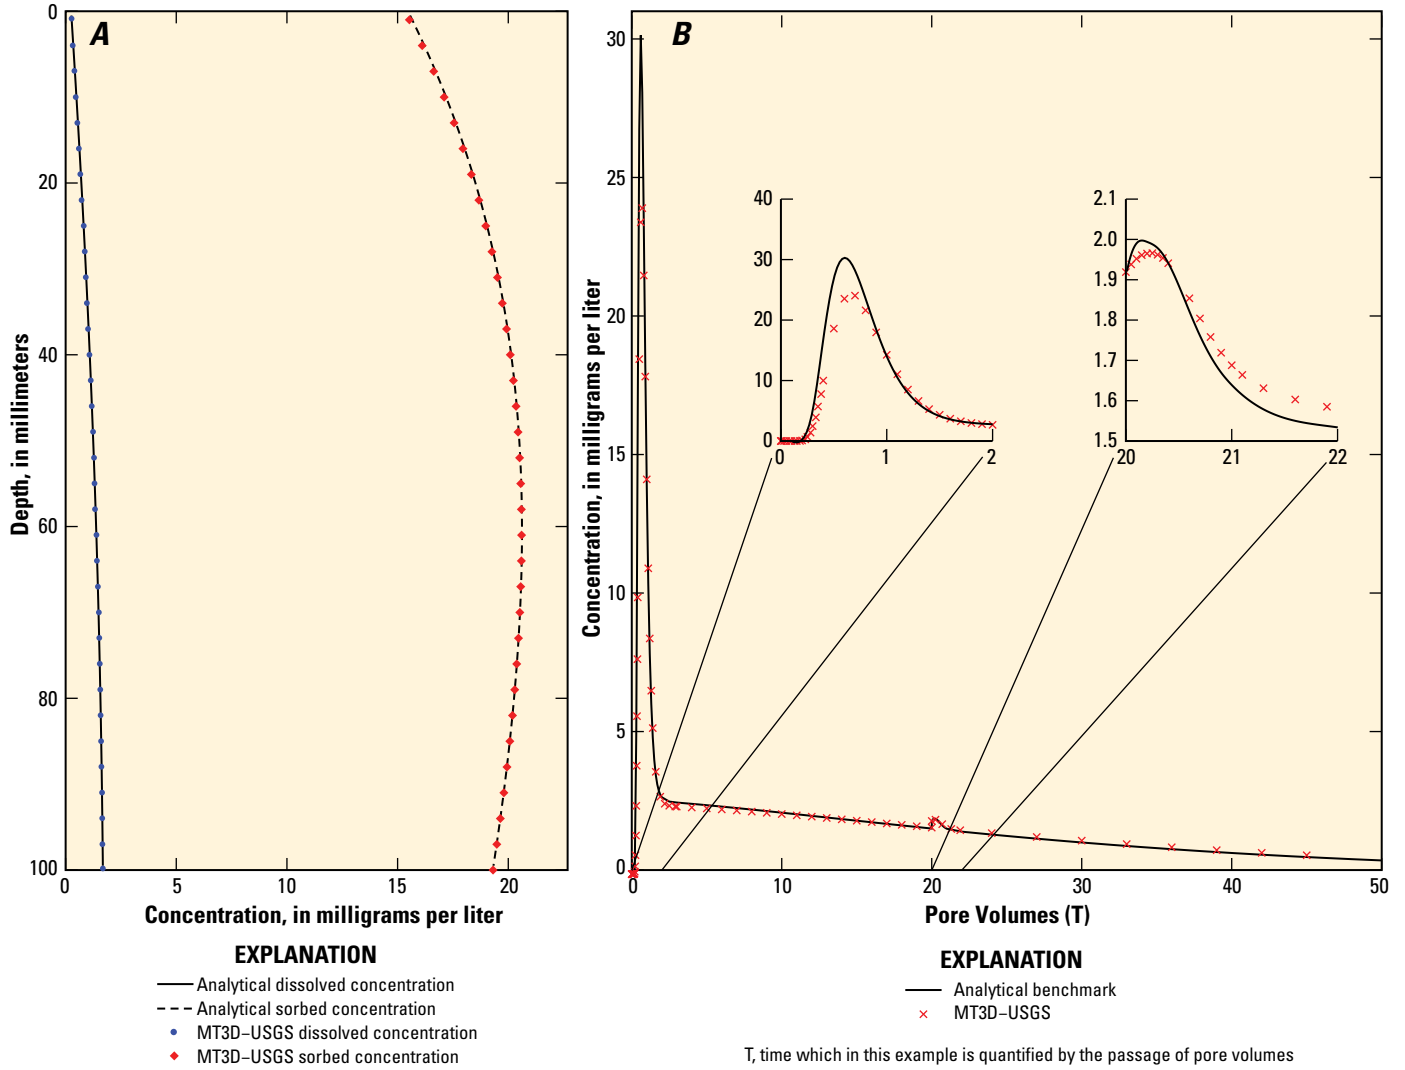 A
0
20
40
60
80
100
Depth, in millimeters
0
5
10
15
20
Concentration, in milligrams per liter
EXPLANATION
Analytical dissolved concentration
Analytical sorbed concentration
MT3D–USGS dissolved concentration
MT3D–USGS sorbed concentration
B
30
25
20
15
10
5
0
Concentration, in milligrams per liter
0
10
20
30
40
50
Pore Volumes (T)
40
30
20
10
0
0
1
2
2.1
2.0
1.9
1.8
1.7
1.6
1.5
20
21
22
EXPLANATION
Analytical benchmark
MT3D–USGS
T, time which in this example is quantified by the passage of pore volumes